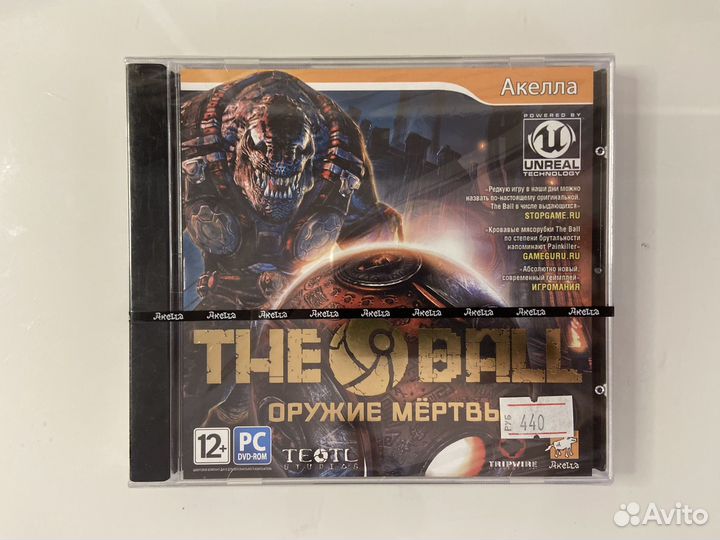 Акелла
POWERED BY
UNREAL
TECHNOLOGY
«Редкую игру в наши дни можно
назвать по-настоящему оригинальной.
The Ball в числе выдающихся»
STOPGAME.RU
«Кровавые мясорубки The Ball
по степени брутальности
напоминают Painkiller»
GAMEGURU.RU
«Абсолютно новый,
современный геймплей»
ИГРОМАНИЯ
Акелла Акелла Акелла Акелла Акелла Акелла Акелла Акелла Акелла
THE BALL
ОРУЖИЕ МЁРТВЫ
РУБ 440
12+
PC
DVD-ROM
TEOTL
STUDIOS
TRIPWIRE
Акелла
Avito